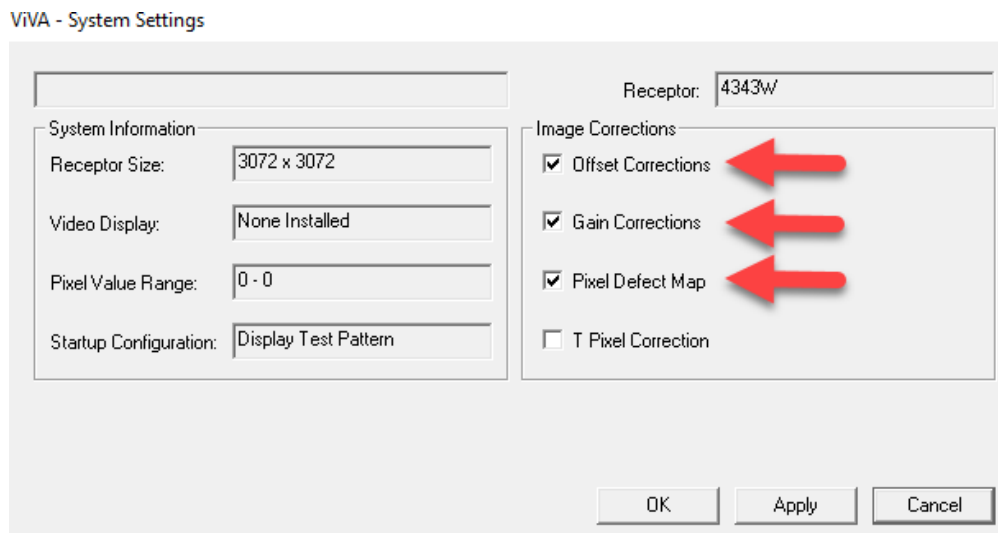 ViVA - System Settings
Receptor: 4343W
System Information
Receptor Size: 3072 x 3072
Video Display: None Installed
Pixel Value Range: 0 - 0
Startup Configuration: Display Test Pattern
Image Corrections
Offset Corrections
Gain Corrections
Pixel Defect Map
T Pixel Correction
OK Apply Cancel